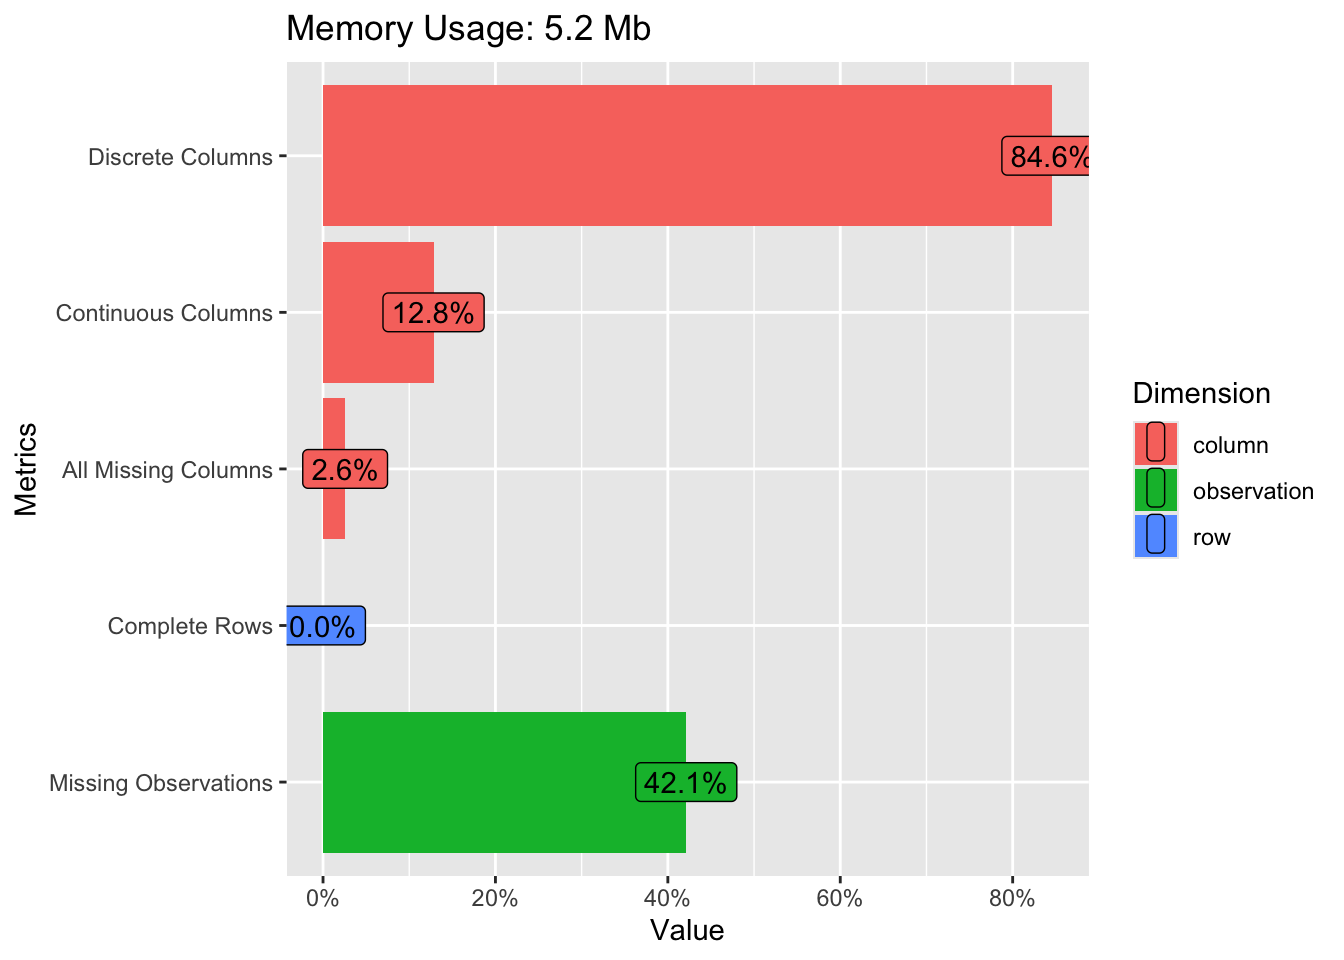 Memory Usage: 5.2 Mb
Discrete Columns
84.6%
Continuous Columns
12.8%
All Missing Columns
2.6%
Complete Rows
0.0%
Missing Observations
42.1%
Metrics
0% 20% 40% 60% 80%
Value
Dimension
column
observation
row